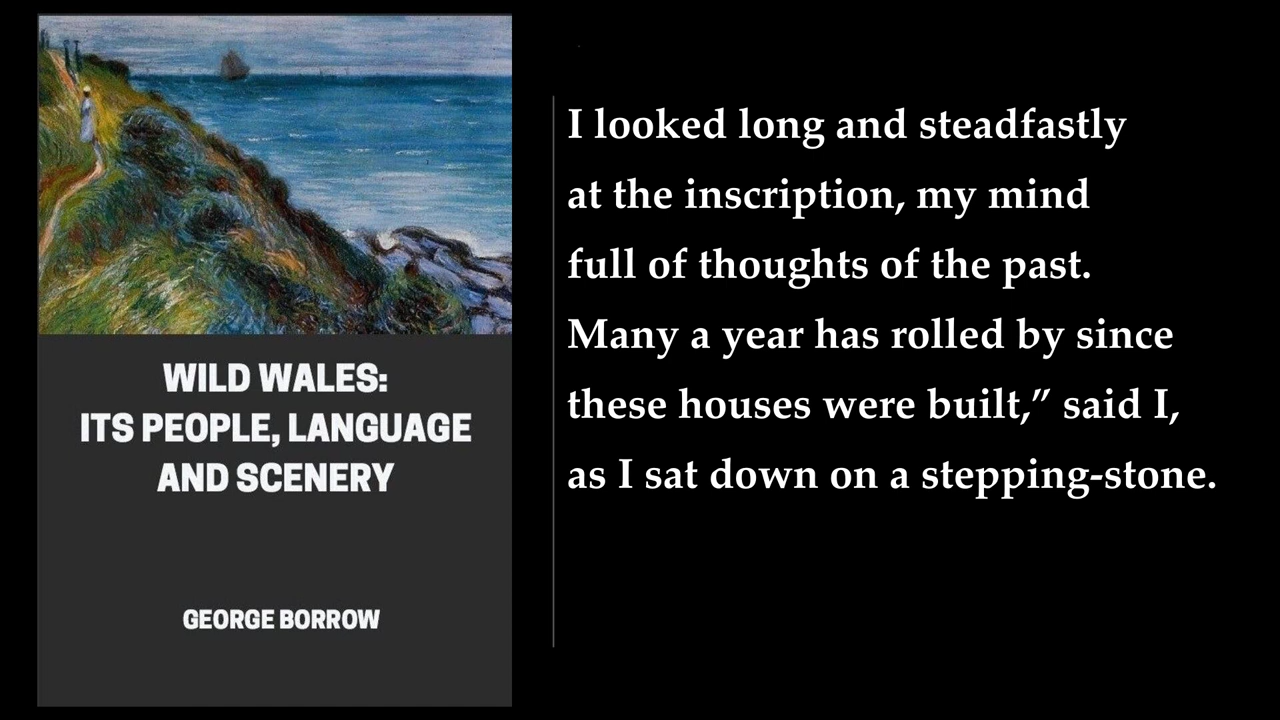 WILD WALES:
ITS PEOPLE, LANGUAGE
AND SCENERY
GEORGE BORROW
I looked long and steadfastly
at the inscription, my mind
full of thoughts of the past.
Many a year has rolled by since
these houses were built,” said I,
as I sat down on a stepping-stone.